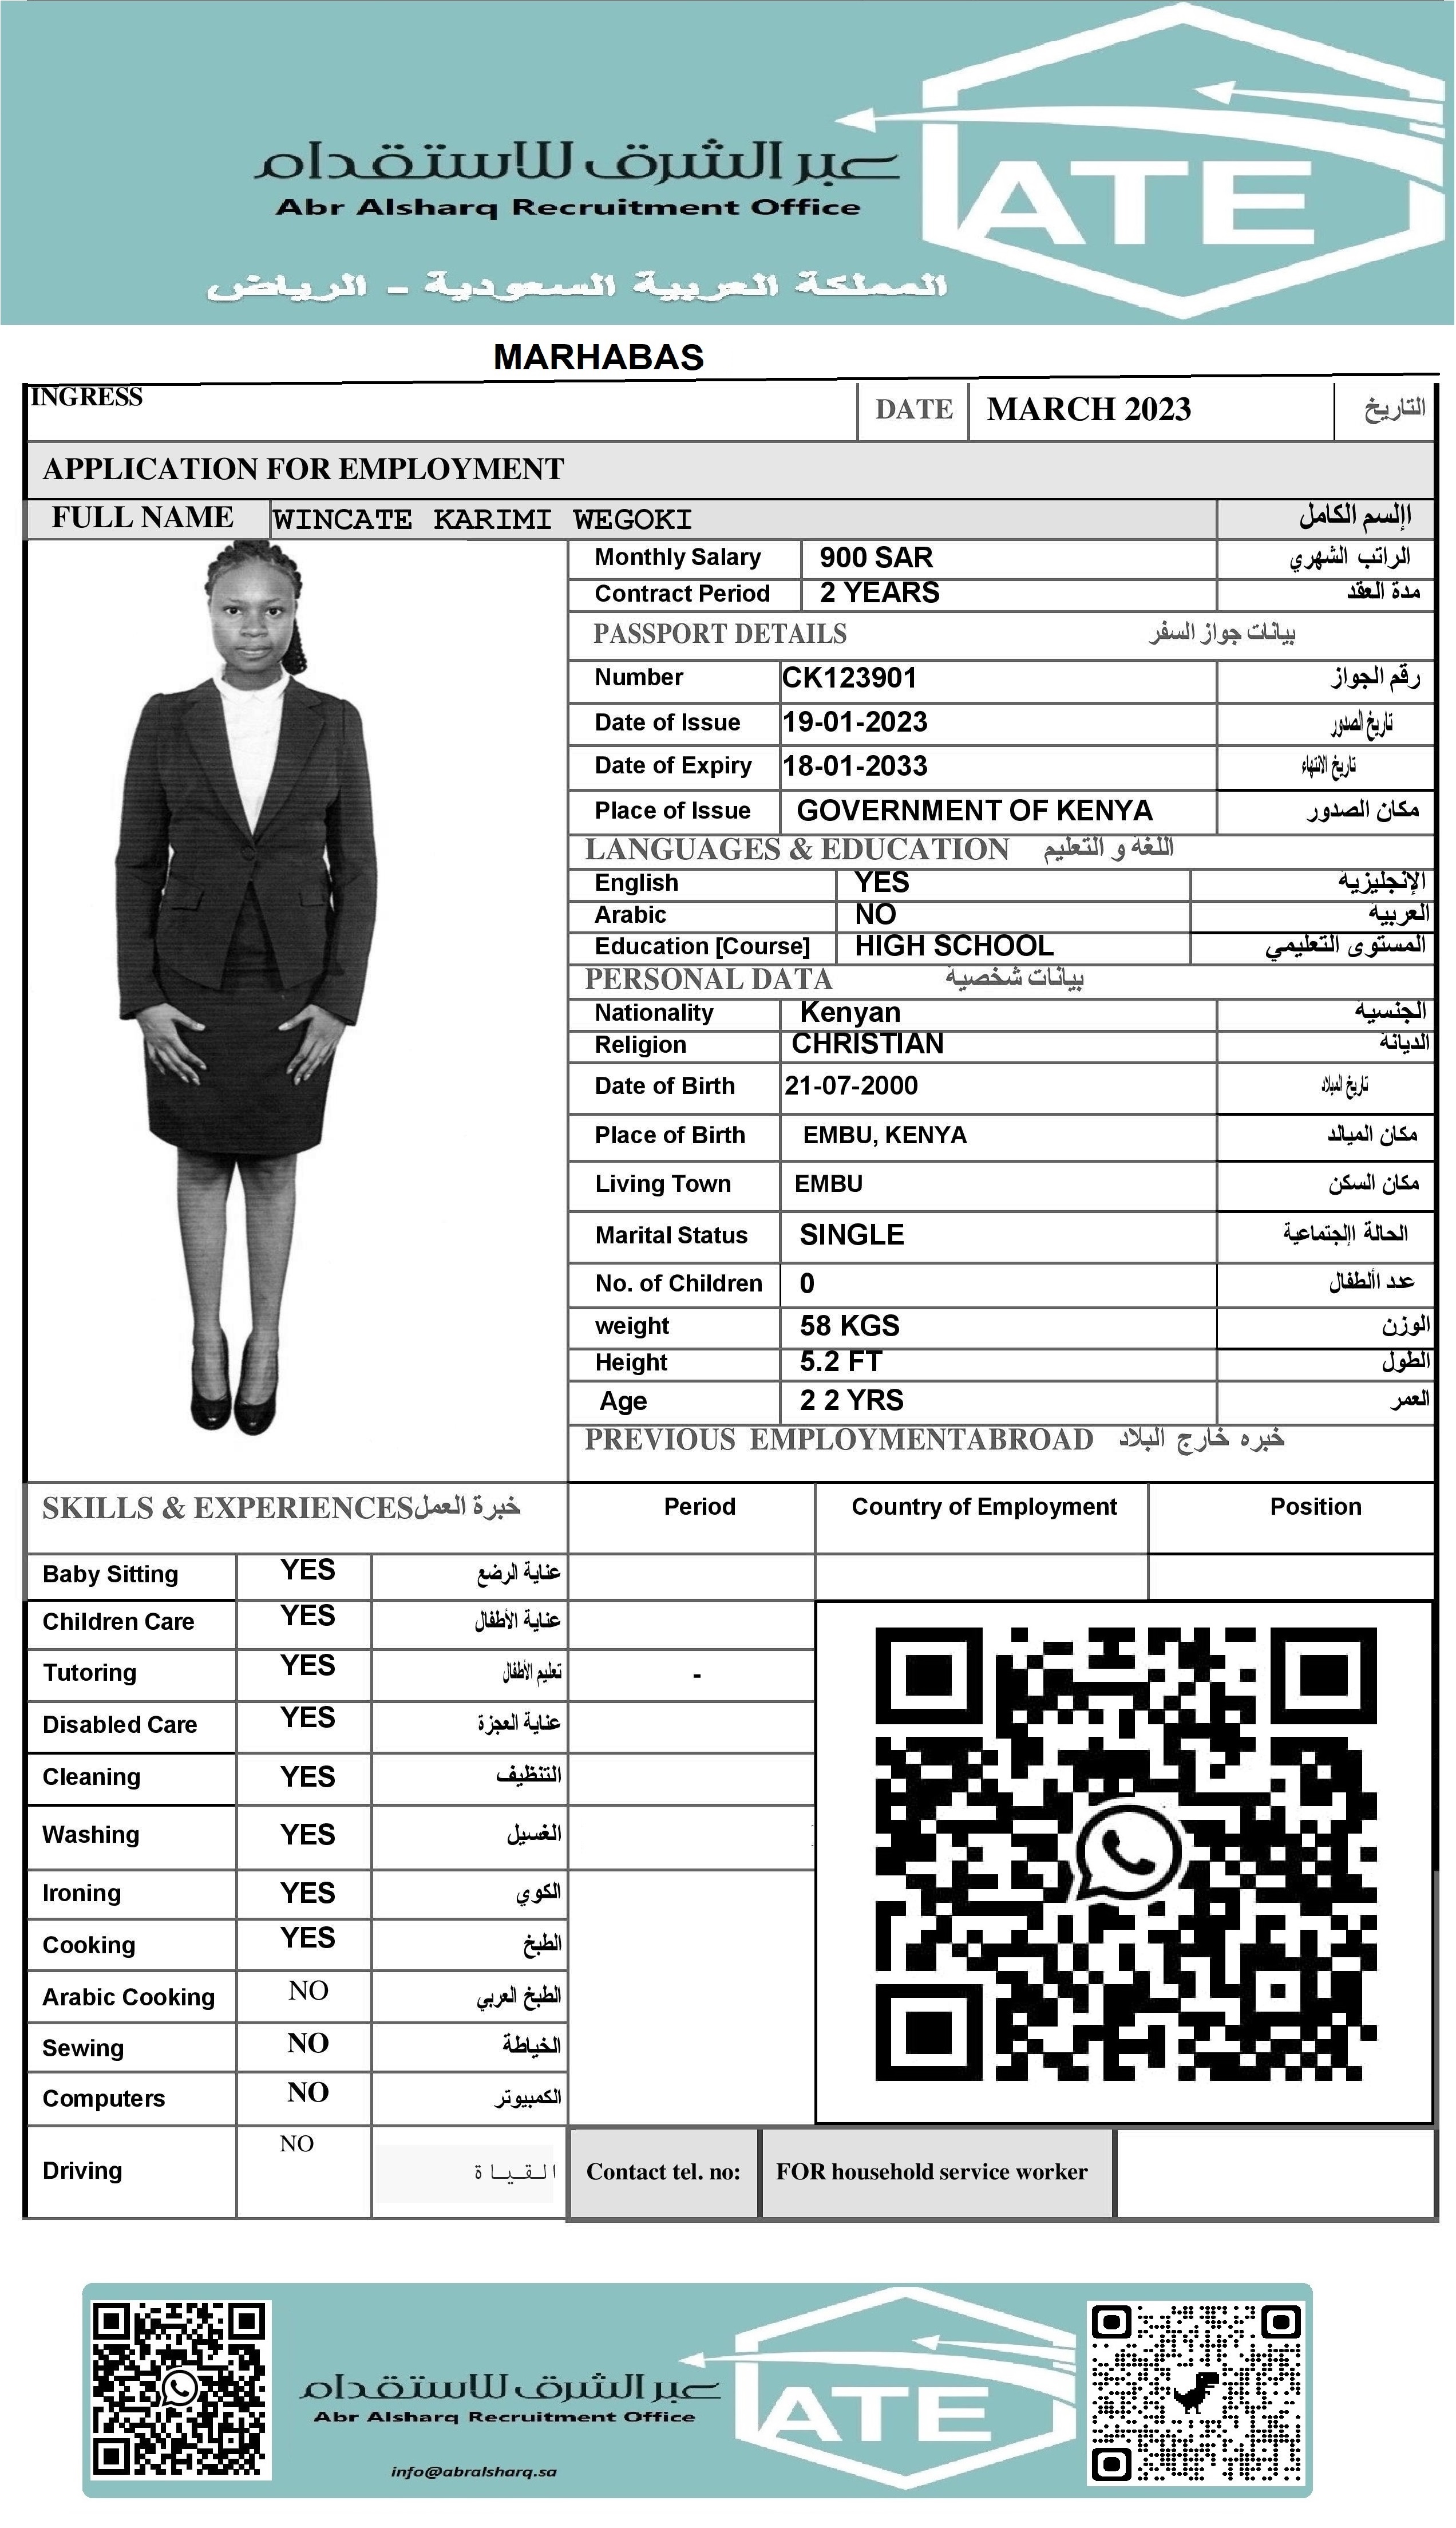 عبر الشرق للاستقدام
Abr Alsharq Recruitment Office
ATE
المملكة العربية السعودية - الرياض
MARHABAS
INGRESS
DATE MARCH 2023 التاريخ
APPLICATION FOR EMPLOYMENT
FULL NAME WINCATE KARIMI WEGOKI اإلسم الكامل
Monthly Salary 900 SAR الراتب الشهري
Contract Period 2 YEARS مدة العقد
PASSPORT DETAILS بيانات جواز السفر
Number CK123901 رقم الجواز
Date of Issue 19-01-2023 تاريخ الصدور
Date of Expiry 18-01-2033 تاريخ الانتهاء
Place of Issue GOVERNMENT OF KENYA مكان الصدور
LANGUAGES & EDUCATION اللغة و التعليم
English YES الإنجليزية
Arabic NO العربية
Education [Course] HIGH SCHOOL المستوى التعليمي
PERSONAL DATA بيانات شخصية
Nationality Kenyan الجنسية
Religion CHRISTIAN الديانة
Date of Birth 21-07-2000 تاريخ الميلاد
Place of Birth EMBU, KENYA مكان الميالد
Living Town EMBU مكان السكن
Marital Status SINGLE الحالة اإلجتماعية
No. of Children 0 عدد األطفال
weight 58 KGS الوزن
Height 5.2 FT الطول
Age 2 2 YRS العمر
PREVIOUS EMPLOYMENTABROAD خبره خارج البلاد
SKILLS & EXPERIENCES خبرة العمل
Period Country of Employment Position
Baby Sitting YES عناية الرضع
Children Care YES عناية الأطفال
Tutoring YES تعليم الأطفال -
Disabled Care YES عناية العجزة
Cleaning YES التنظيف
Washing YES الغسيل
Ironing YES الكوي
Cooking YES الطبخ
Arabic Cooking NO الطبخ العربي
Sewing NO الخياطة
Computers NO الكمبيوتر
Driving NO القياة
Contact tel. no: FOR household service worker
عبر الشرق للاستقدام
Abr Alsharq Recruitment Office
ATE
info@abralsharq.sa